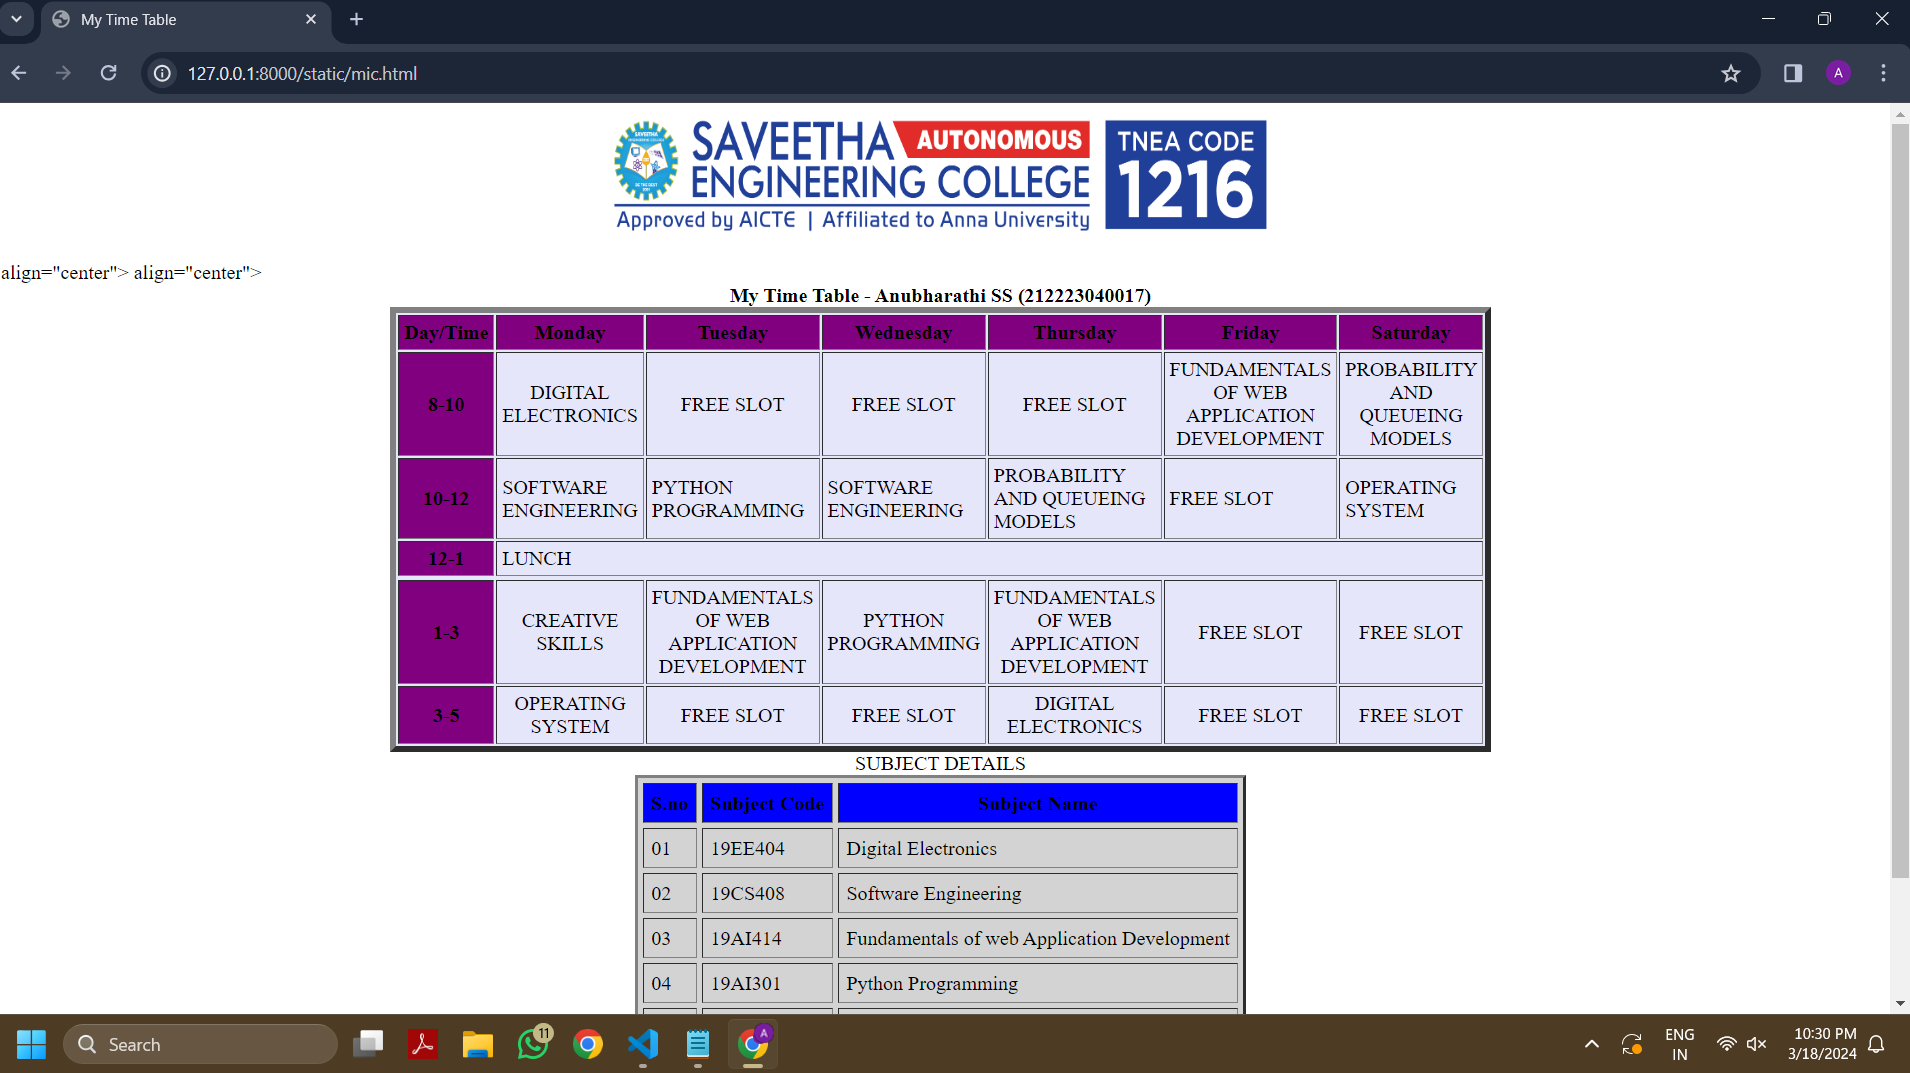 My Time Table
127.0.0.1:8000/static/mic.html
A
SAVEETHA AUTONOMOUS
ENGINEERING COLLEGE
Approved by AICTE | Affiliated to Anna University
TNEA CODE
1216
align="center"> align="center">
My Time Table - Anubharathi SS (212223040017)
Day/Time Monday Tuesday Wednesday Thursday Friday Saturday
8-10
DIGITAL
ELECTRONICS
FREE SLOT
FREE SLOT
FREE SLOT
FUNDAMENTALS
OF WEB
APPLICATION
DEVELOPMENT
PROBABILITY
AND
QUEUEING
MODELS
10-12
SOFTWARE
ENGINEERING
PYTHON
PROGRAMMING
SOFTWARE
ENGINEERING
PROBABILITY
AND QUEUEING
MODELS
FREE SLOT
OPERATING
SYSTEM
12-1 LUNCH
1-3
CREATIVE
SKILLS
FUNDAMENTALS
OF WEB
APPLICATION
DEVELOPMENT
PYTHON
PROGRAMMING
FUNDAMENTALS
OF WEB
APPLICATION
DEVELOPMENT
FREE SLOT
FREE SLOT
3-5
OPERATING
SYSTEM
FREE SLOT
FREE SLOT
DIGITAL
ELECTRONICS
FREE SLOT
FREE SLOT
SUBJECT DETAILS
S.no Subject Code Subject Name
01 19EE404 Digital Electronics
02 19CS408 Software Engineering
03 19AI414 Fundamentals of web Application Development
04 19AI301 Python Programming
Search
11
A
ENG
IN
10:30 PM
3/18/2024